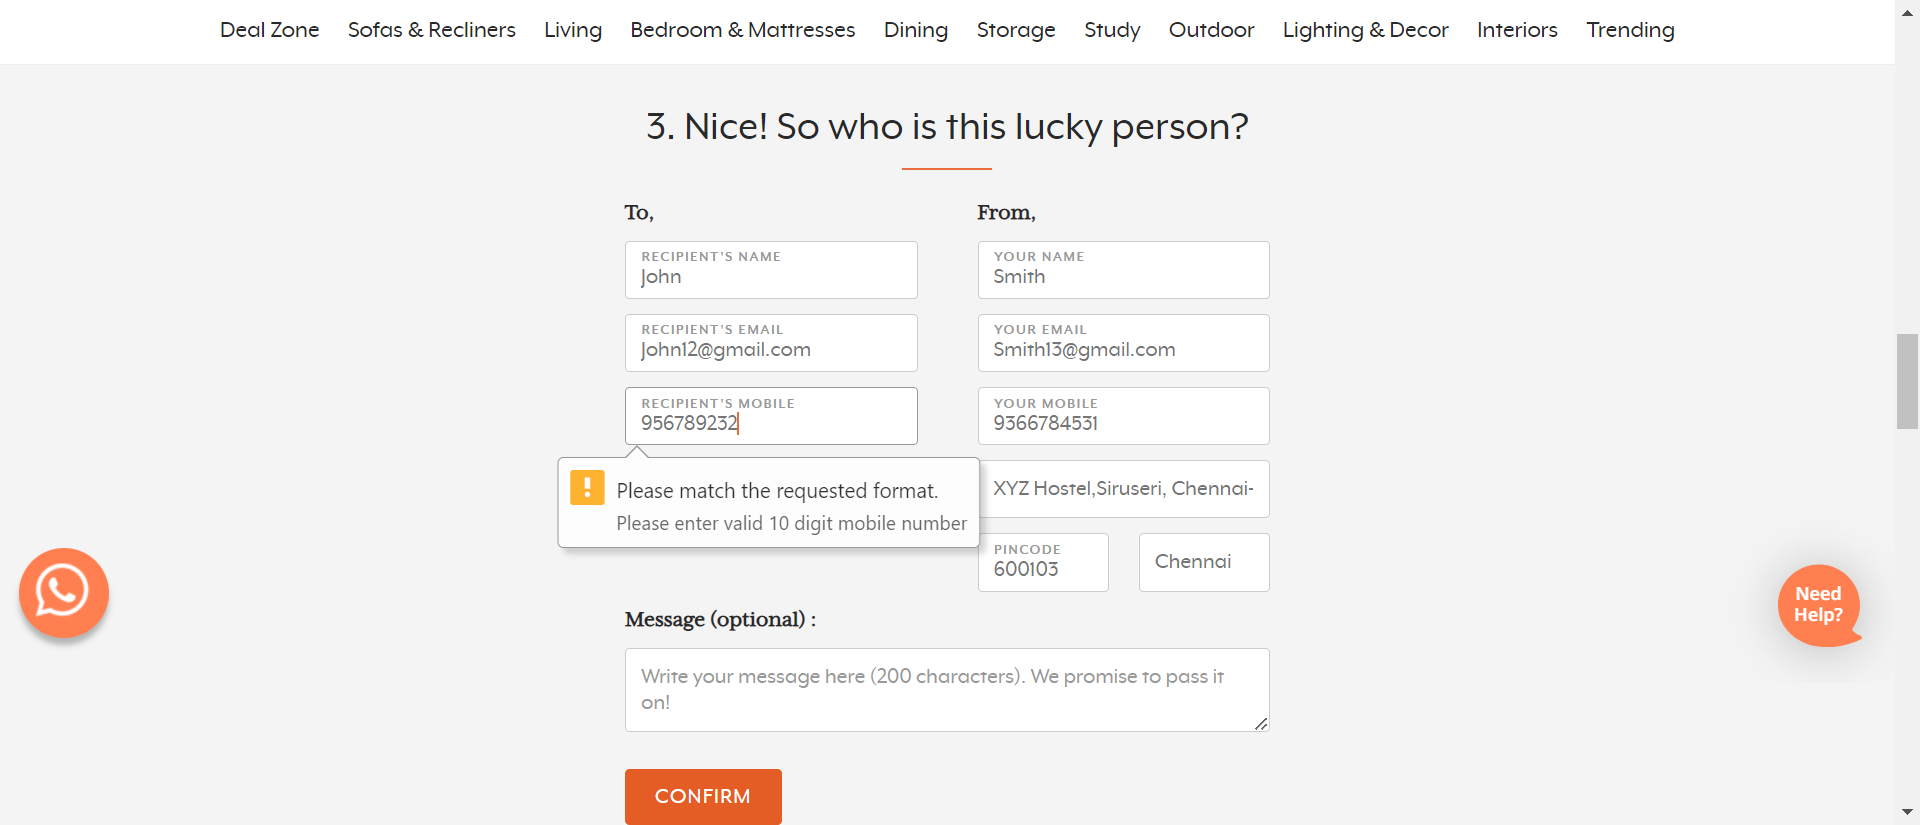 Deal Zone Sofas & Recliners Living Bedroom & Mattresses Dining Storage Study Outdoor Lighting & Decor Interiors Trending
3. Nice! So who is this lucky person?
To,
From,
RECIPIENT'S NAME
John
YOUR NAME
Smith
RECIPIENT'S EMAIL
John12@gmail.com
YOUR EMAIL
Smith13@gmail.com
RECIPIENT'S MOBILE
956789232
YOUR MOBILE
9366784531
Please match the requested format.
Please enter valid 10 digit mobile number
XYZ Hostel,Siruseri, Chennai-
PINCODE
600103
Chennai
Need
Help?
Message (optional) :
Write your message here (200 characters). We promise to pass it
on!
CONFIRM